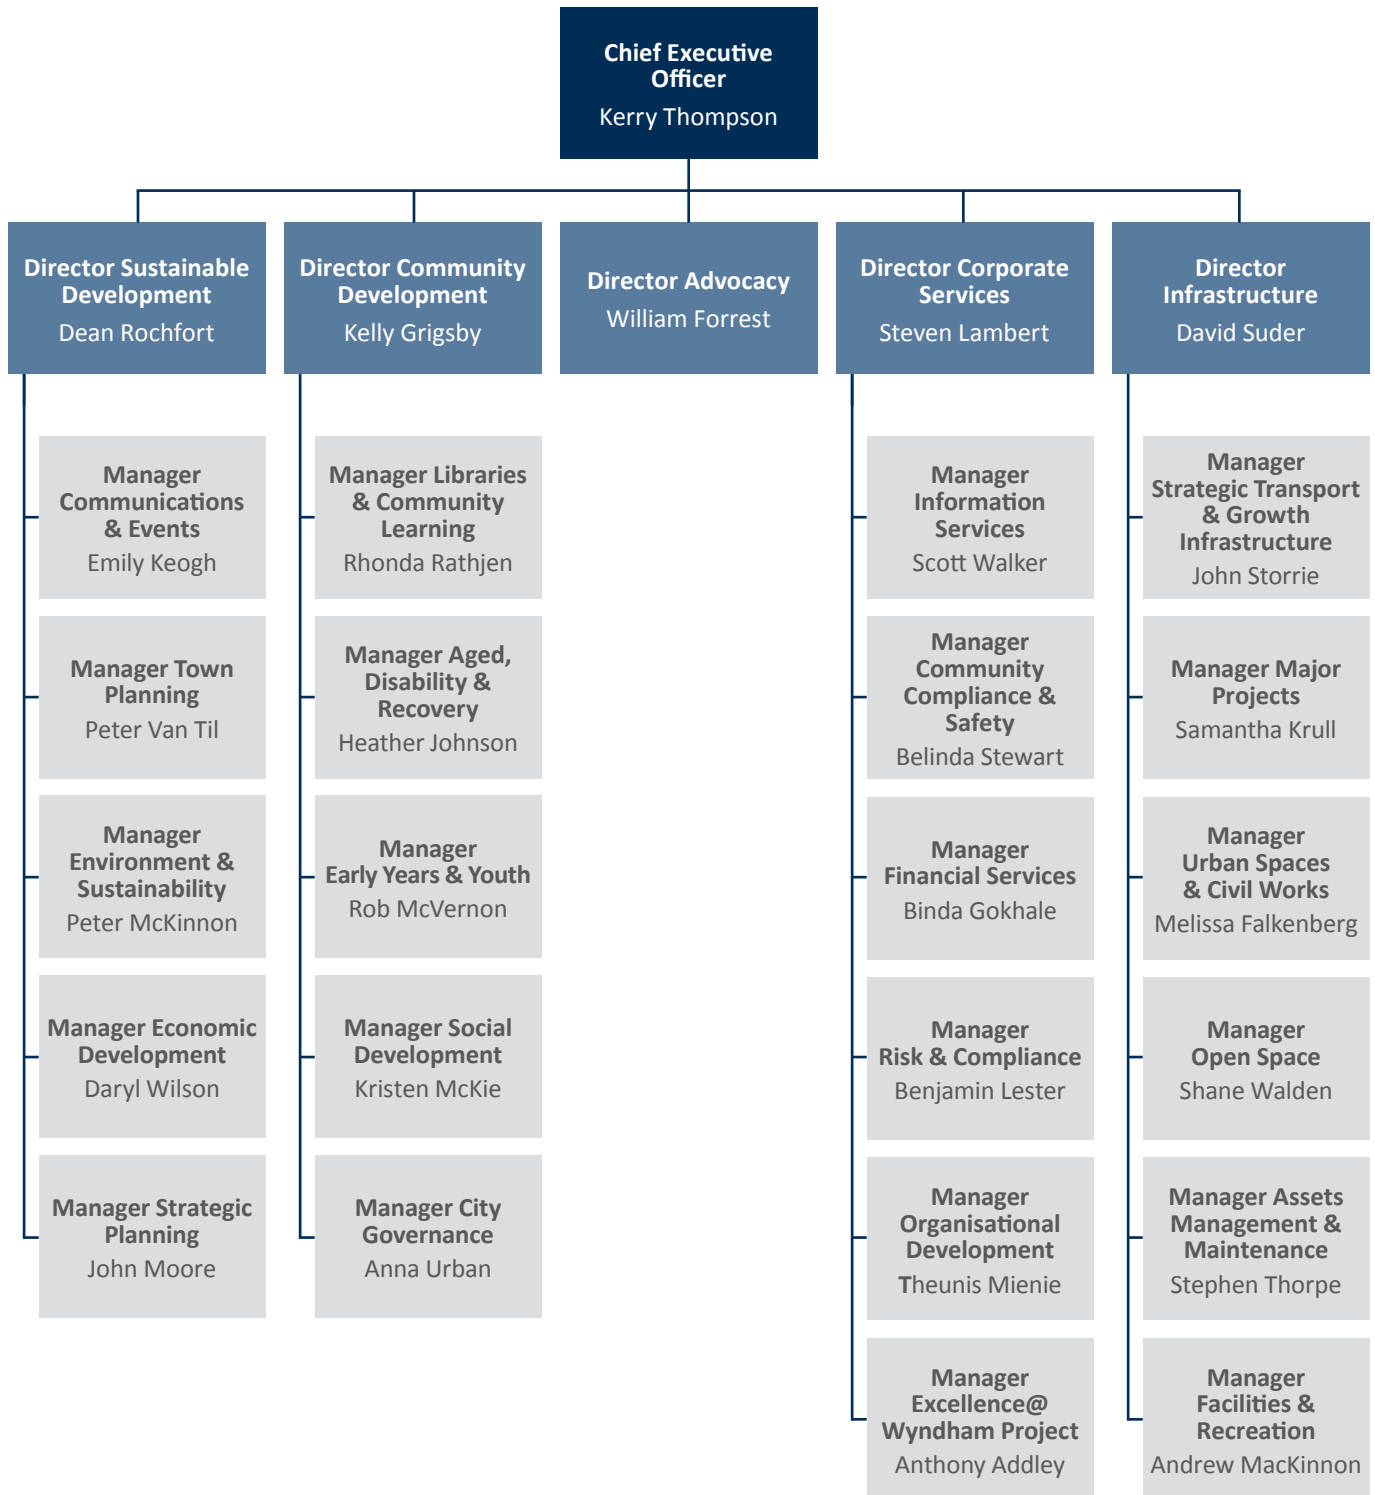 Chief Executive
Officer
Kerry Thompson
Director Sustainable
Development
Dean Rochfort
Director Community
Development
Kelly Grigsby
Director Advocacy
William Forrest
Director Corporate
Services
Steven Lambert
Director
Infrastructure
David Suder
Manager
Communications
& Events
Emily Keogh
Manager Town
Planning
Peter Van Til
Manager
Environment &
Sustainability
Peter McKinnon
Manager Economic
Development
Daryl Wilson
Manager Strategic
Planning
John Moore
Manager Libraries
& Community
Learning
Rhonda Rathjen
Manager Aged,
Disability &
Recovery
Heather Johnson
Manager
Early Years & Youth
Rob McVernon
Manager Social
Development
Kristen McKie
Manager City
Governance
Anna Urban
Manager
Information
Services
Scott Walker
Manager
Community
Compliance &
Safety
Belinda Stewart
Manager
Financial Services
Binda Gokhale
Manager
Risk & Compliance
Benjamin Lester
Manager
Organisational
Development
Theunis Mienie
Manager
Excellence@
Wyndham Project
Anthony Addley
Manager
Strategic Transport
& Growth
Infrastructure
John Storrie
Manager Major
Projects
Samantha Krull
Manager
Urban Spaces
& Civil Works
Melissa Falkenberg
Manager
Open Space
Shane Walden
Manager Assets
Management &
Maintenance
Stephen Thorpe
Manager
Facilities &
Recreation
Andrew MacKinnon